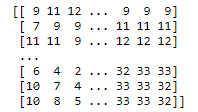 [[ 9 11 12 ... 9 9 9]
[ 7 9 9 ... 11 11 11]
[11 11 9 ... 12 12 12]
...
[ 6 4 2 ... 32 33 33]
[10 7 4 ... 33 33 32]
[10 8 5 ... 33 33 32]]